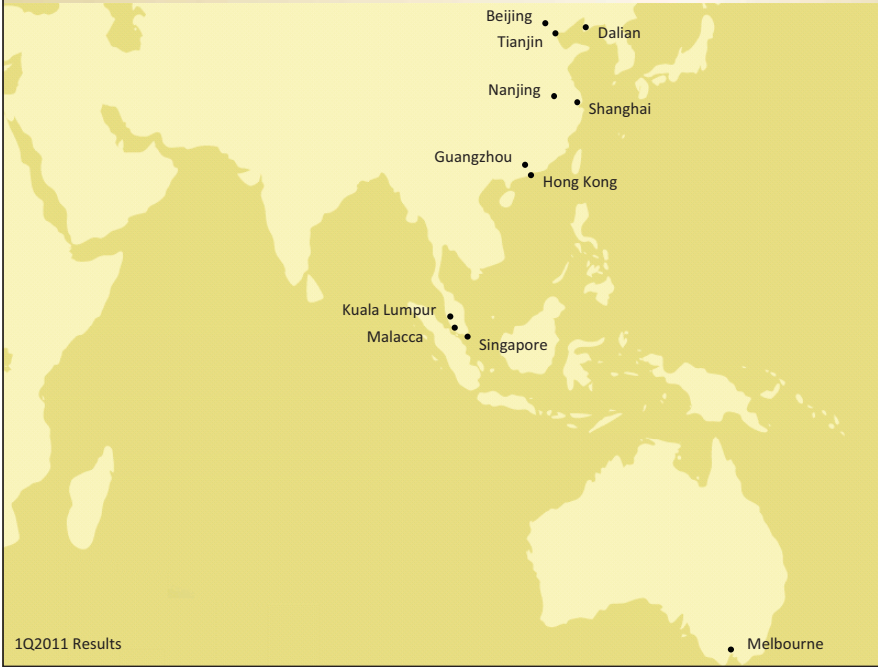 Beijing
Dalian
Tianjin
Nanjing
Shanghai
Guangzhou
Hong Kong
Kuala Lumpur
Malacca
Singapore
1Q2011 Results
Melbourne